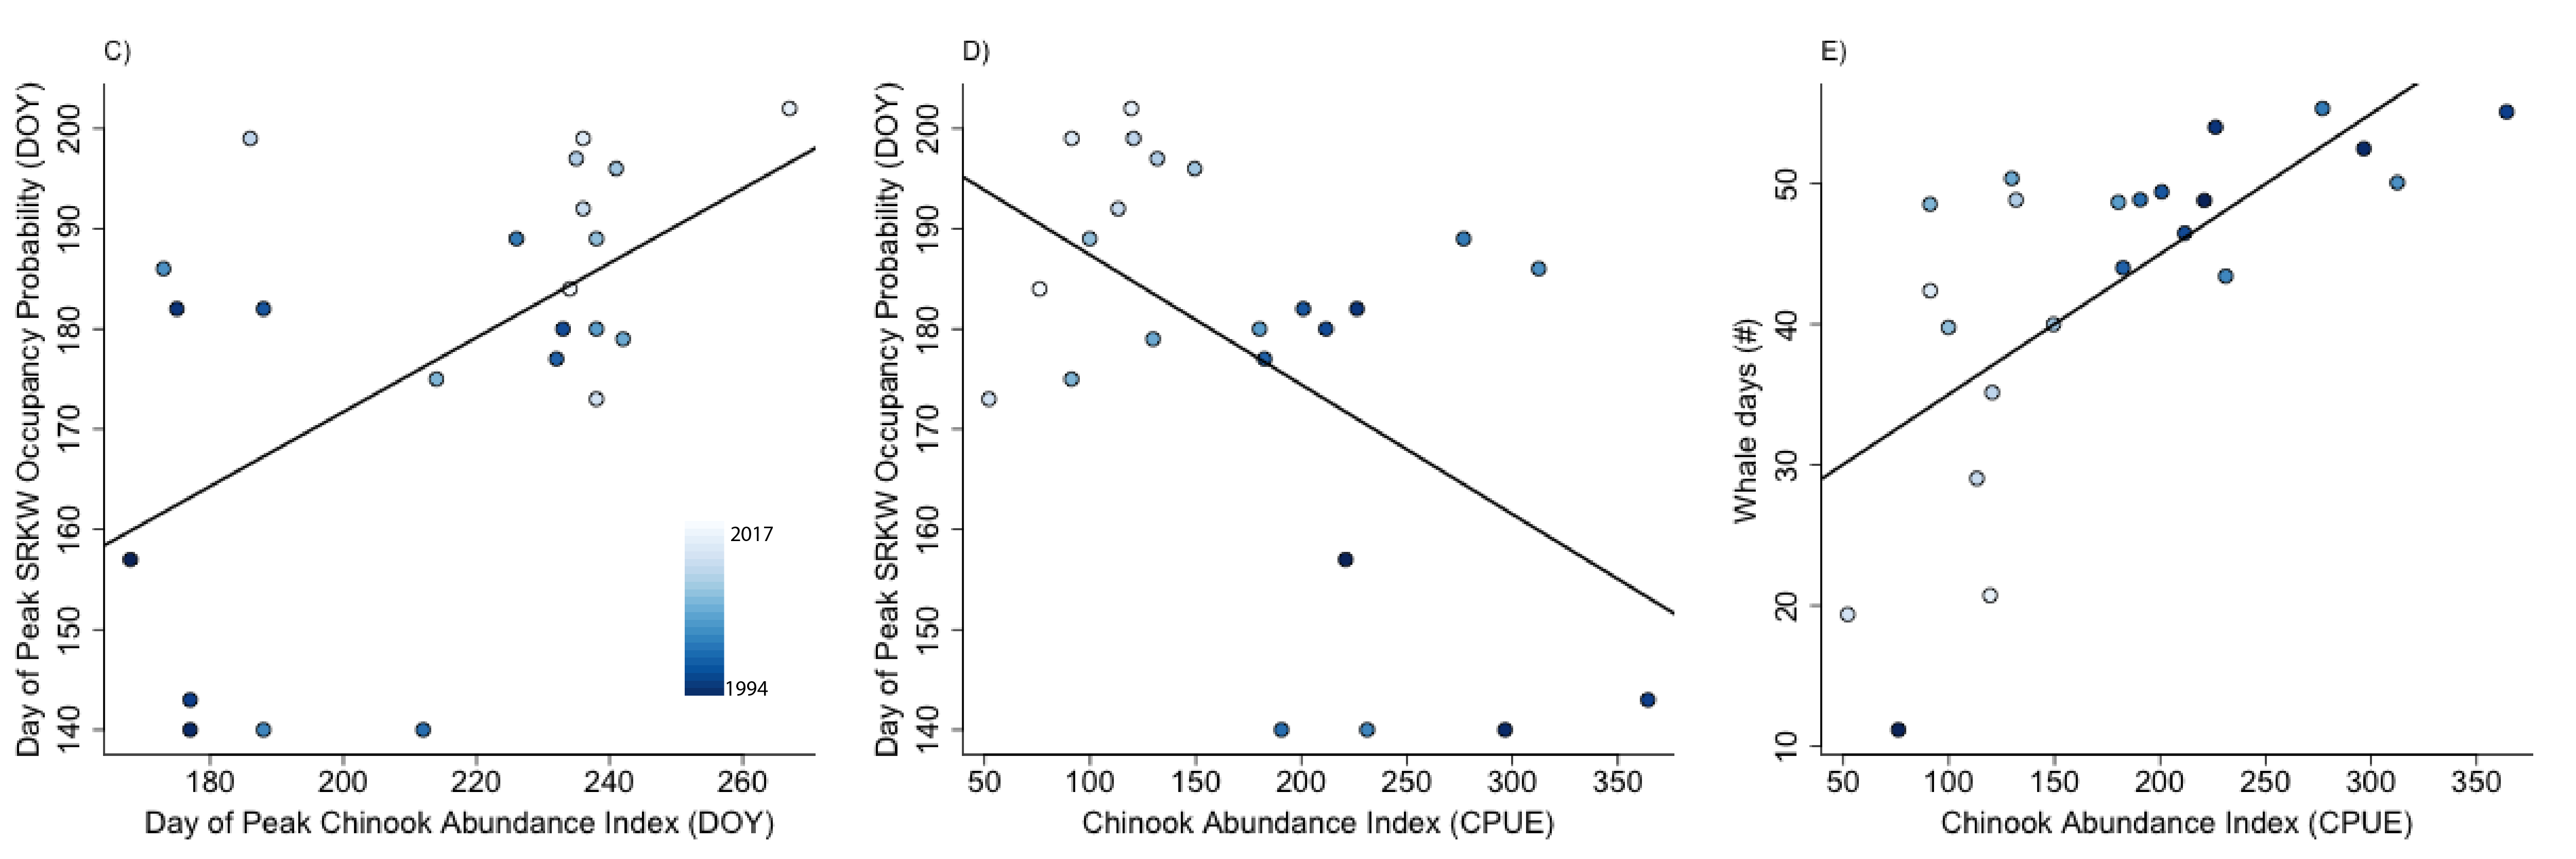 C)
Day of Peak SRKW Occupancy Probability (DOY)
200
190
180
170
160
150
140
2017
1994
180 200 220 240 260
Day of Peak Chinook Abundance Index (DOY)
D)
Day of Peak SRKW Occupancy Probability (DOY)
200
190
180
170
160
150
140
50 100 150 200 250 300 350
Chinook Abundance Index (CPUE)
E)
Whale days (#)
50
40
30
20
10
50 100 150 200 250 300 350
Chinook Abundance Index (CPUE)